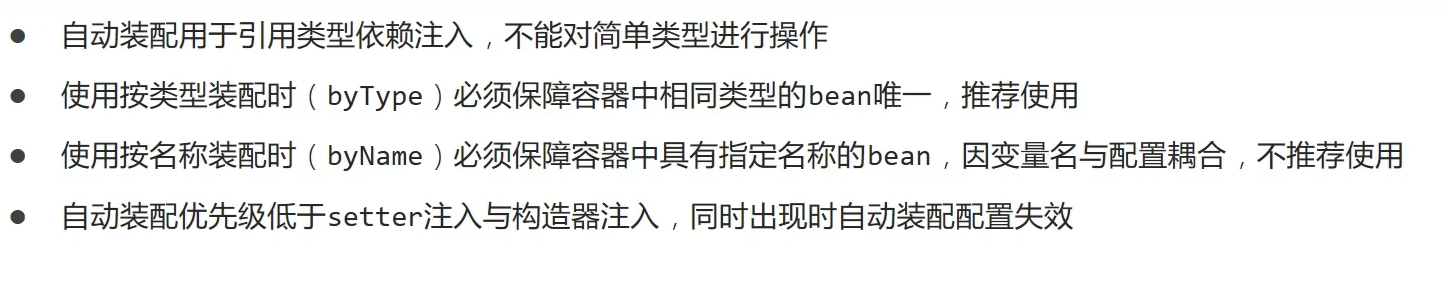 ● 自动装配用于引用类型依赖注入，不能对简单类型进行操作
● 使用按类型装配时（byType）必须保障容器中相同类型的bean唯一，推荐使用
● 使用按名称装配时（byName）必须保障容器中具有指定名称的bean，因变量名与配置耦合，不推荐使用
● 自动装配优先级低于setter注入与构造器注入，同时出现时自动装配配置失效